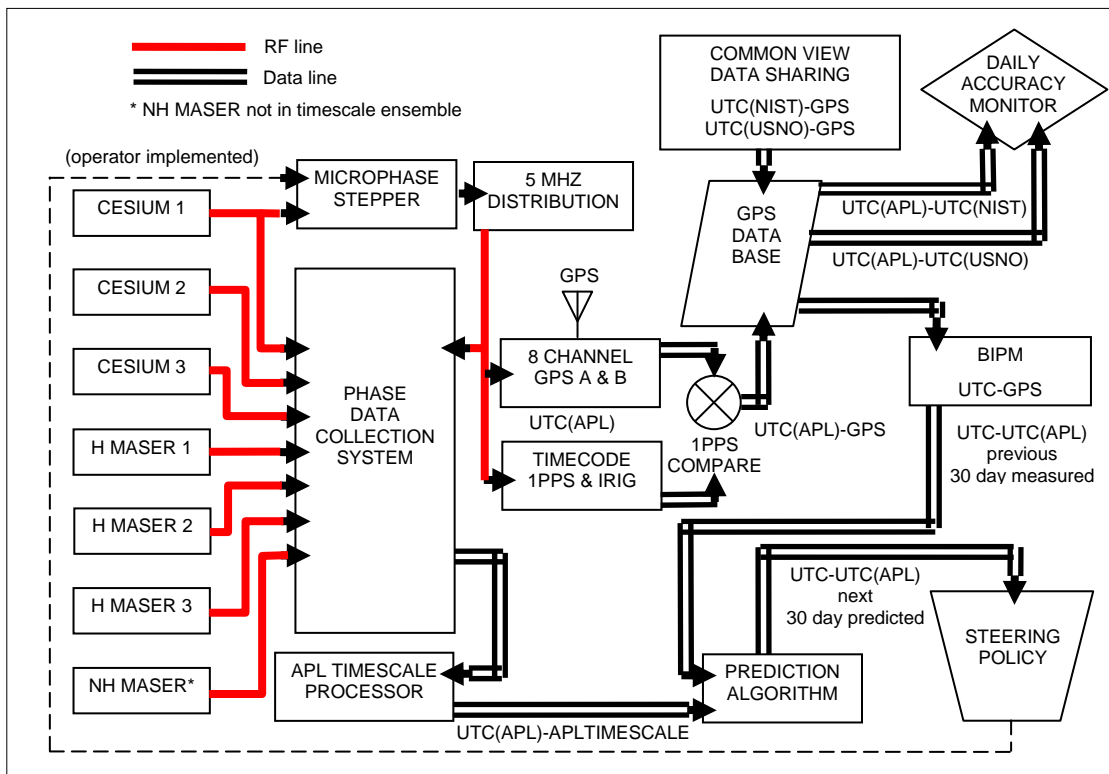 RF line
Data line
* NH MASER not in timescale ensemble
COMMON VIEW
DATA SHARING
UTC(NIST)-GPS
UTC(USNO)-GPS
DAILY
ACCURACY
MONITOR
(operator implemented)
MICROPHASE
STEPPER
5 MHZ
DISTRIBUTION
CESIUM 1
CESIUM 2
CESIUM 3
H MASER 1
H MASER 2
H MASER 3
NH MASER*
PHASE
DATA
COLLECTION
SYSTEM
GPS
8 CHANNEL
GPS A & B
UTC(APL)
TIMECODE
1PPS & IRIG
1PPS
COMPARE
UTC(APL)-GPS
GPS
DATA
BASE
UTC(APL)-UTC(NIST)
UTC(APL)-UTC(USNO)
BIPM
UTC-GPS
UTC-UTC(APL)
previous
30 day measured
UTC-UTC(APL)
next
30 day predicted
STEERING
POLICY
APL TIMESCALE
PROCESSOR
UTC(APL)-APLTIMESCALE
PREDICTION
ALGORITHM